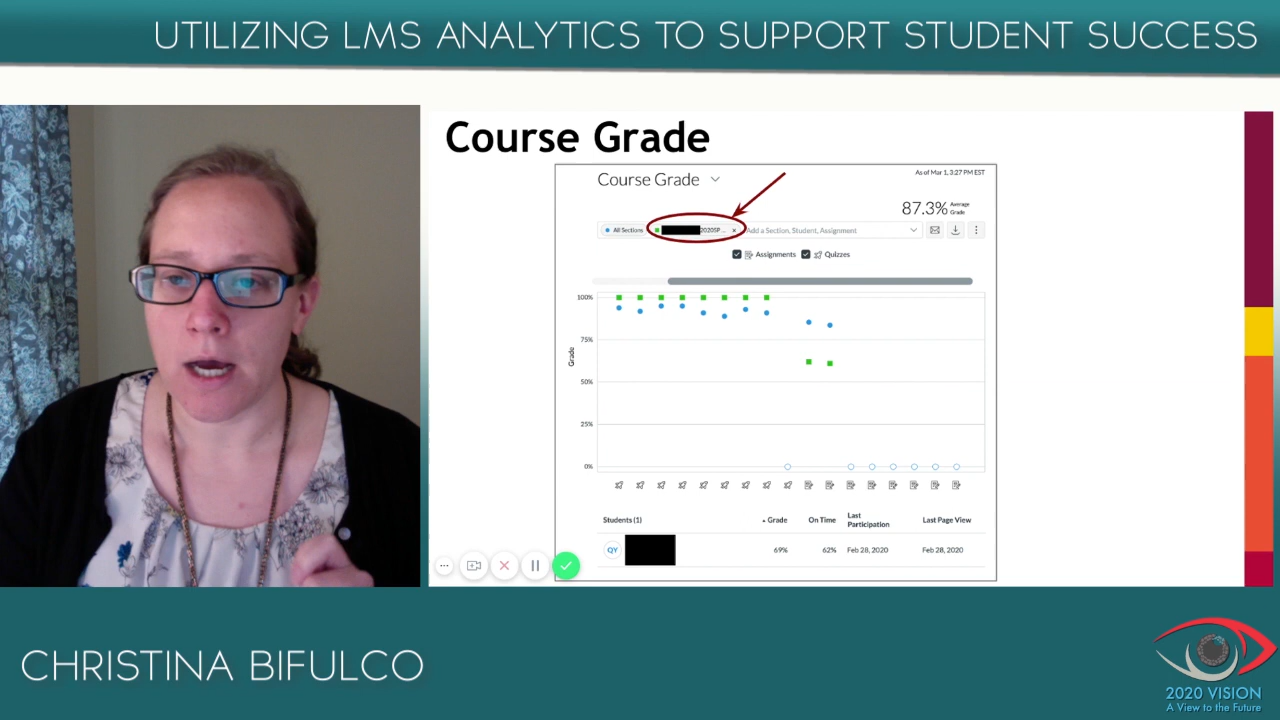 UTILIZING LMS ANALYTICS TO SUPPORT STUDENT SUCCESS
Course Grade
Course Grade
As of Mar 1, 3:27 PM EST
87.3% Average Grade
All Sections
2020SP ...
Add a Section, Student, Assignment
Assignments Quizzes
100%
75%
50%
25%
0%
Grade
Students (1) Grade On Time Last Participation Last Page View
QY 69% 62% Feb 28, 2020 Feb 28, 2020
CHRISTINA BIFULCO
2020 VISION
A View to the Future